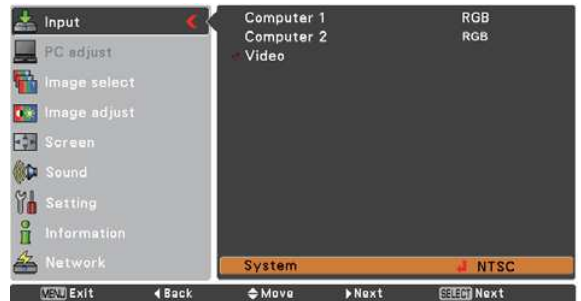 Input
PC adjust
Image select
Image adjust
Screen
Sound
Setting
Information
Network
Computer 1 RGB
Computer 2 RGB
Video
System NTSC
MENU Exit Back Move Next SELECT Next